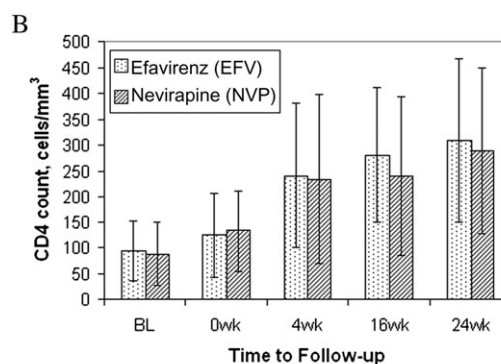 B
500
450
400
350
300
250
200
150
100
50
0
CD4 count, cells/mm³
Efavirenz (EFV)
Nevirapine (NVP)
BL 0wk 4wk 16wk 24wk
Time to Follow-up